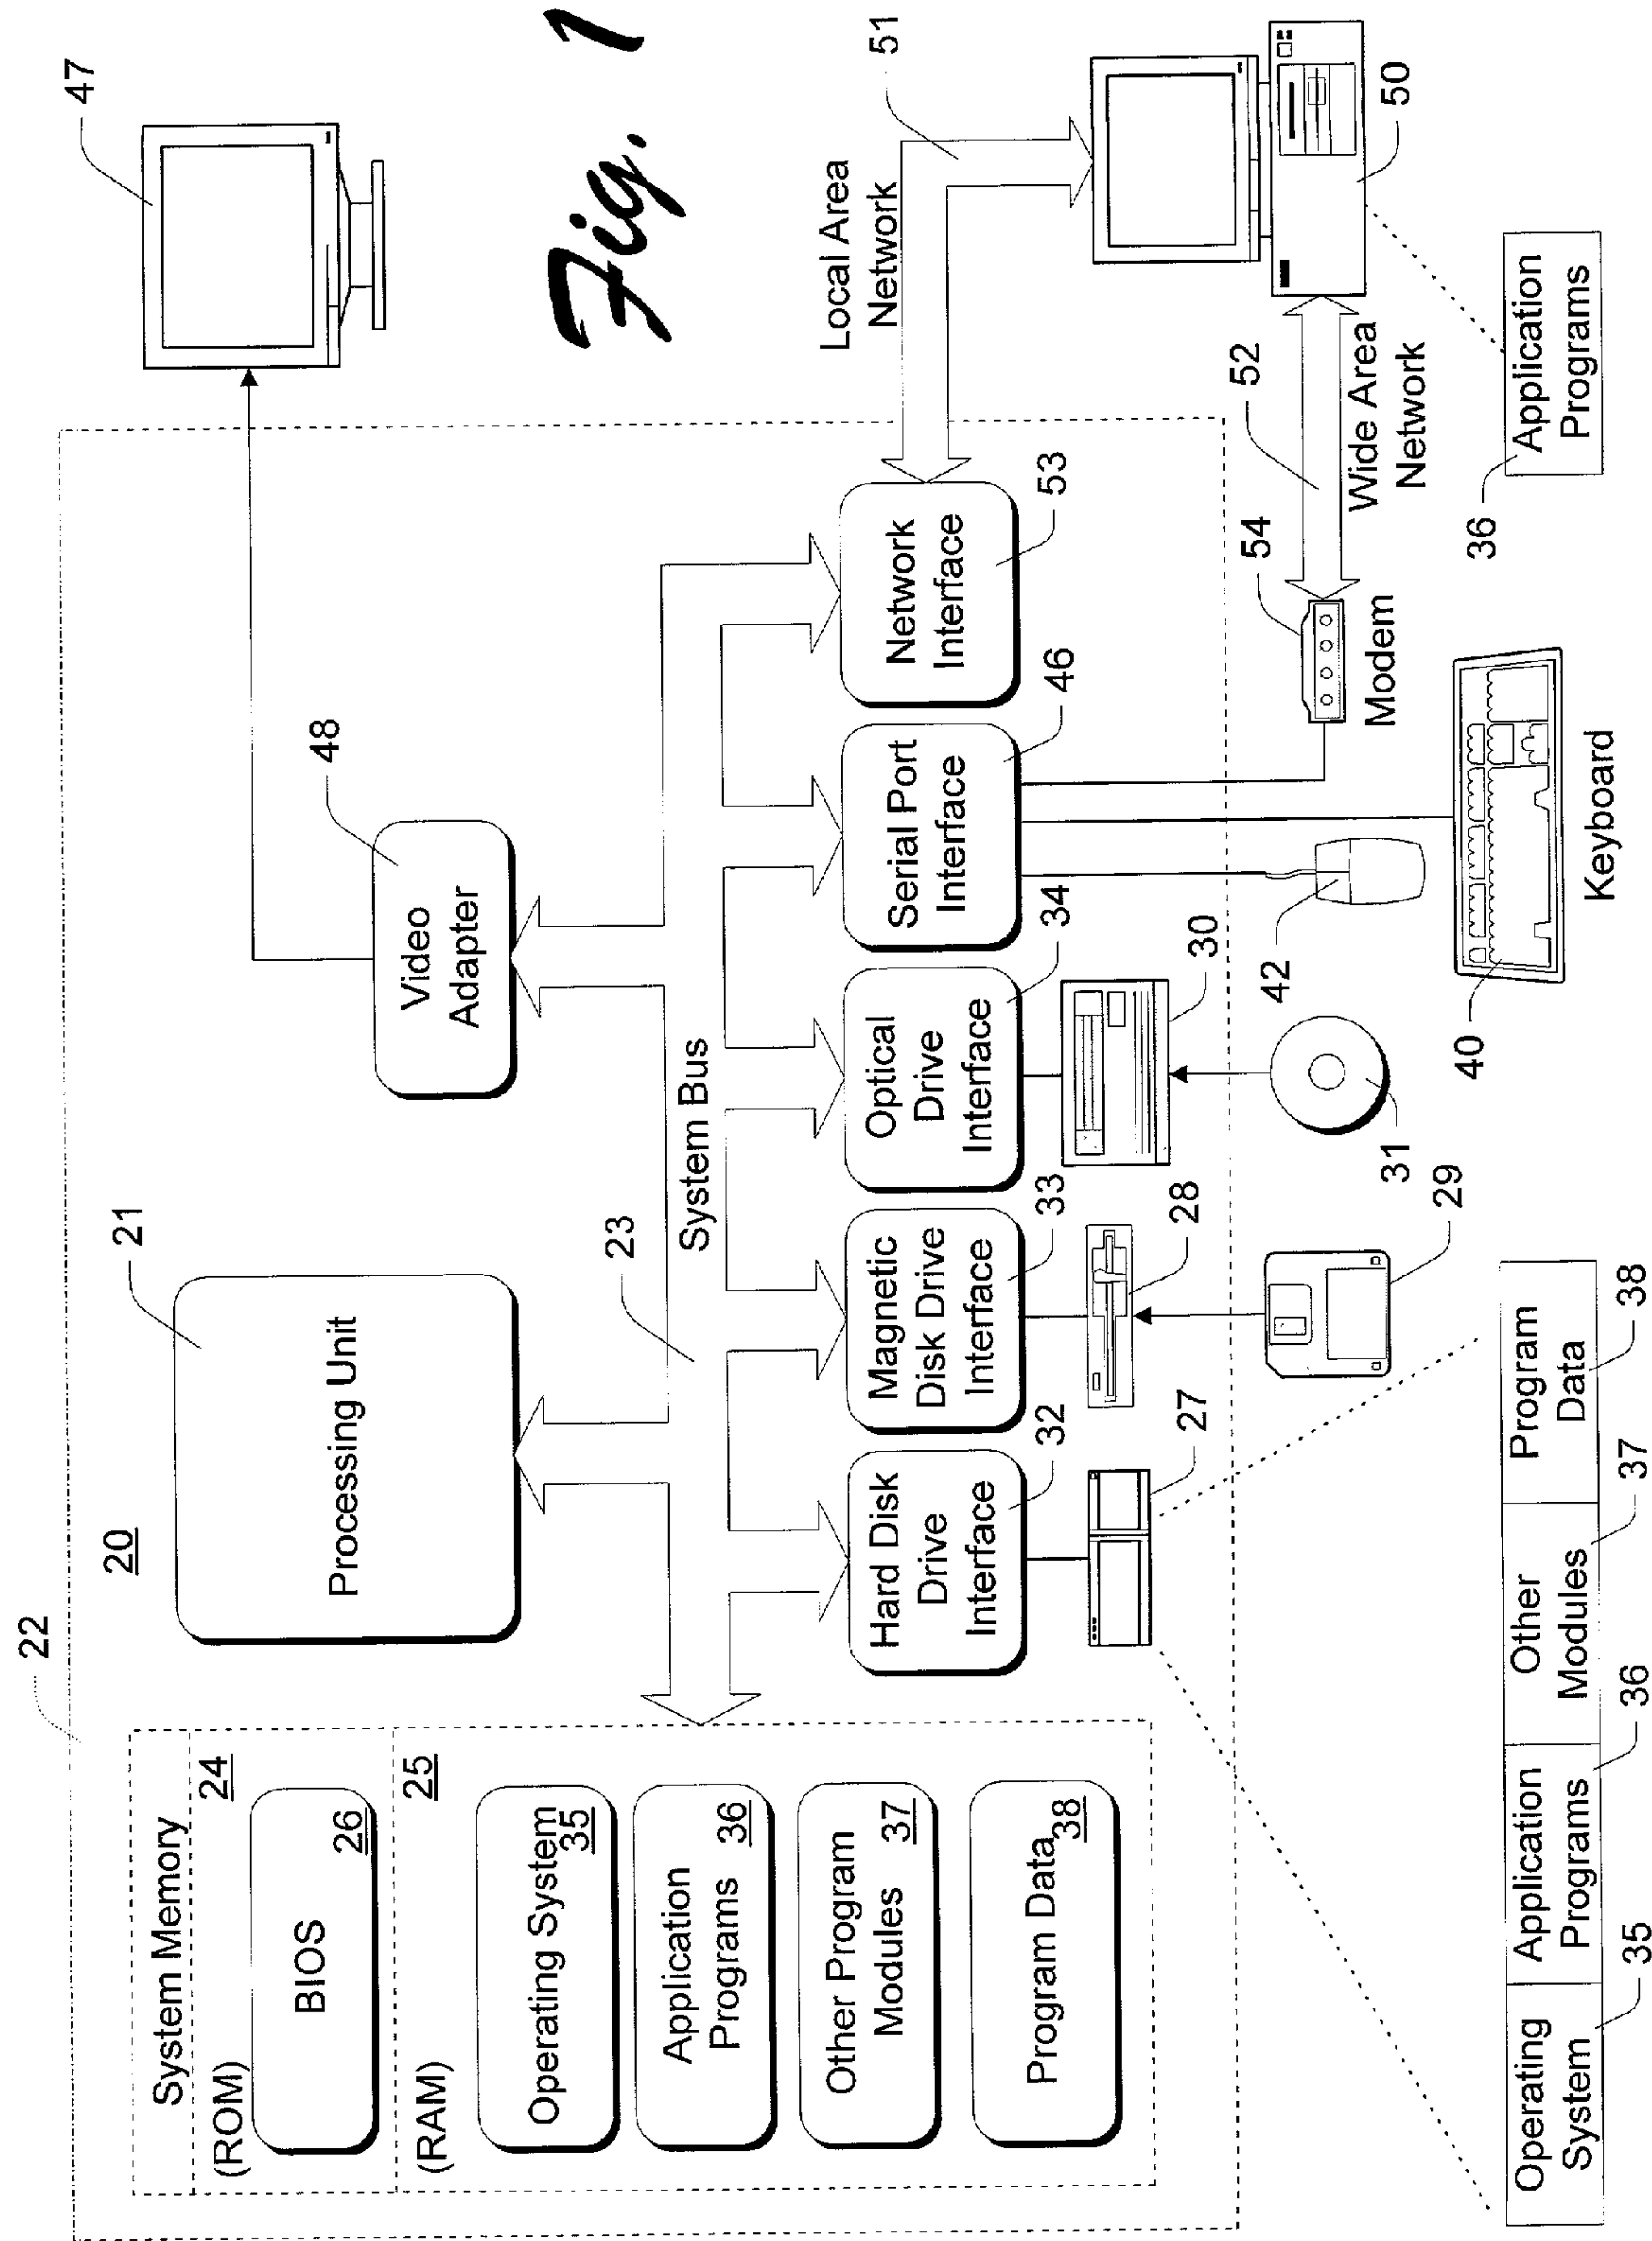 22
20
21
47
System Memory
(ROM)
24
BIOS
26
(RAM)
25
Operating System
35
Application
Programs
36
Other Program
Modules
37
Program Data
38
Processing Unit
23
System Bus
Video
Adapter
48
Fig. 1
Hard Disk
Drive
Interface
32
Magnetic
Disk Drive
Interface
33
Optical
Drive
Interface
34
Serial Port
Interface
46
Network
Interface
53
Local Area
Network
51
27
28
30
29
31
42
40
Keyboard
Modem
54
52
Wide Area
Network
50
36
Application
Programs
Operating
System
35
Application
Programs
36
Other
Modules
37
Program
Data
38